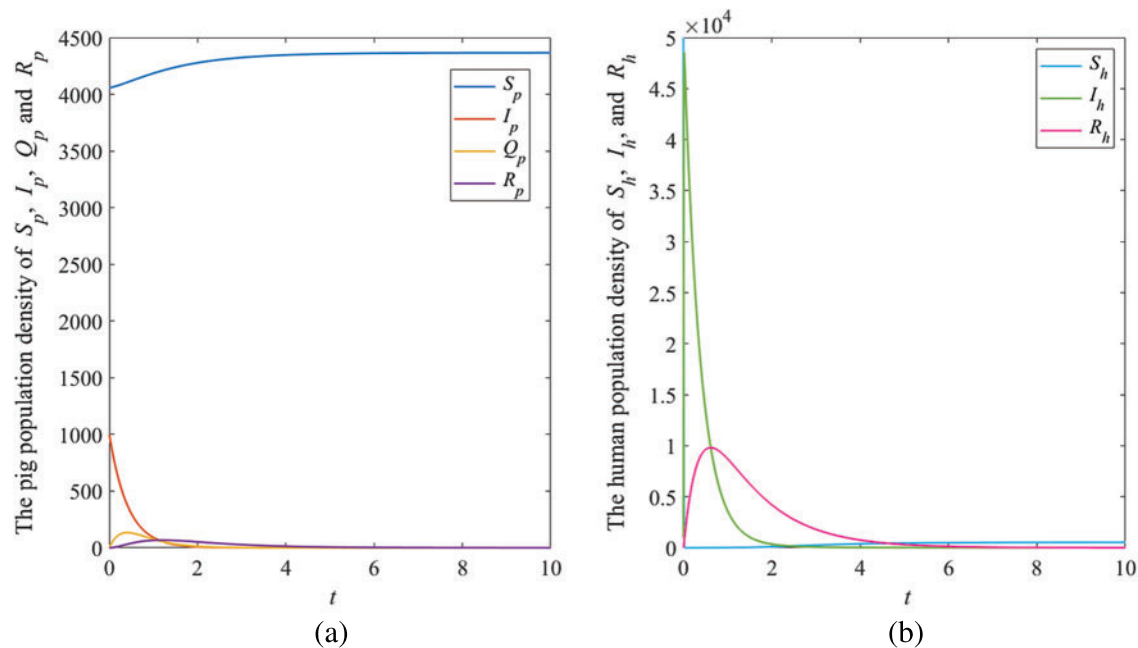 The pig population density of S_p, I_p, Q_p and R_p
4500
4000
3500
3000
2500
2000
1500
1000
500
0
0 2 4 6 8 10
t
S_p
I_p
Q_p
R_p
(a)
The human population density of S_h, I_h, and R_h
×10^4
5
4.5
4
3.5
3
2.5
2
1.5
1
0.5
0
0 2 4 6 8 10
t
S_h
I_h
R_h
(b)